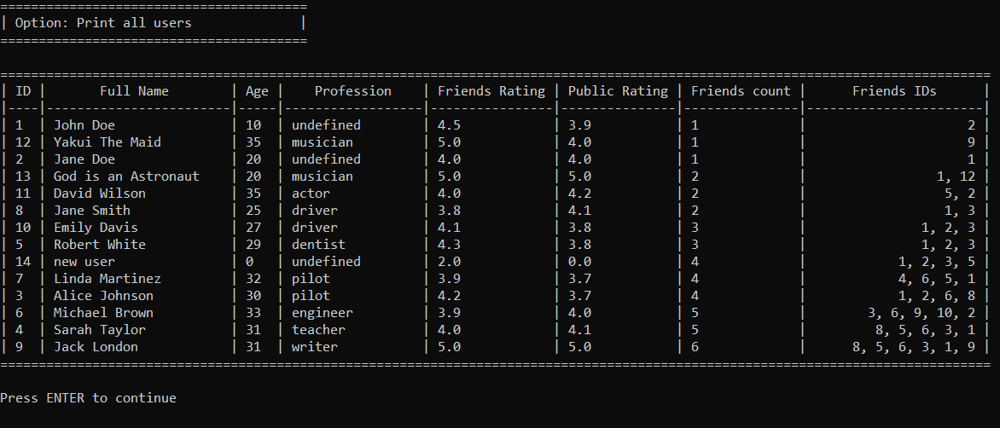 ========================================
| Option: Print all users              |
========================================
=================================================================================================================================
| ID |       Full Name        | Age |    Profession    | Friends Rating | Public Rating | Friends count |      Friends IDs      |
|----|------------------------|-----|------------------|----------------|---------------|---------------|-----------------------|
| 1  | John Doe               | 10  | undefined        | 4.5            | 3.9           | 1             |                     2 |
| 12 | Yakui The Maid         | 35  | musician         | 5.0            | 4.0           | 1             |                     9 |
| 2  | Jane Doe               | 20  | undefined        | 4.0            | 4.0           | 1             |                     1 |
| 13 | God is an Astronaut    | 20  | musician         | 5.0            | 5.0           | 2             |                 1, 12 |
| 11 | David Wilson           | 35  | actor            | 4.0            | 4.2           | 2             |                  5, 2 |
| 8  | Jane Smith             | 25  | driver           | 3.8            | 4.1           | 2             |                  1, 3 |
| 10 | Emily Davis            | 27  | driver           | 4.1            | 3.8           | 3             |               1, 2, 3 |
| 5  | Robert White           | 29  | dentist          | 4.3            | 3.8           | 3             |               1, 2, 3 |
| 14 | new user               | 0   | undefined        | 2.0            | 0.0           | 4             |            1, 2, 3, 5 |
| 7  | Linda Martinez         | 32  | pilot            | 3.9            | 3.7           | 4             |            4, 6, 5, 1 |
| 3  | Alice Johnson          | 30  | pilot            | 4.2            | 3.7           | 4             |            1, 2, 6, 8 |
| 6  | Michael Brown          | 33  | engineer         | 3.9            | 4.0           | 5             |        3, 6, 9, 10, 2 |
| 4  | Sarah Taylor           | 31  | teacher          | 4.0            | 4.1           | 5             |         8, 5, 6, 3, 1 |
| 9  | Jack London            | 31  | writer           | 5.0            | 5.0           | 6             |      8, 5, 6, 3, 1, 9 |
=================================================================================================================================
Press ENTER to continue